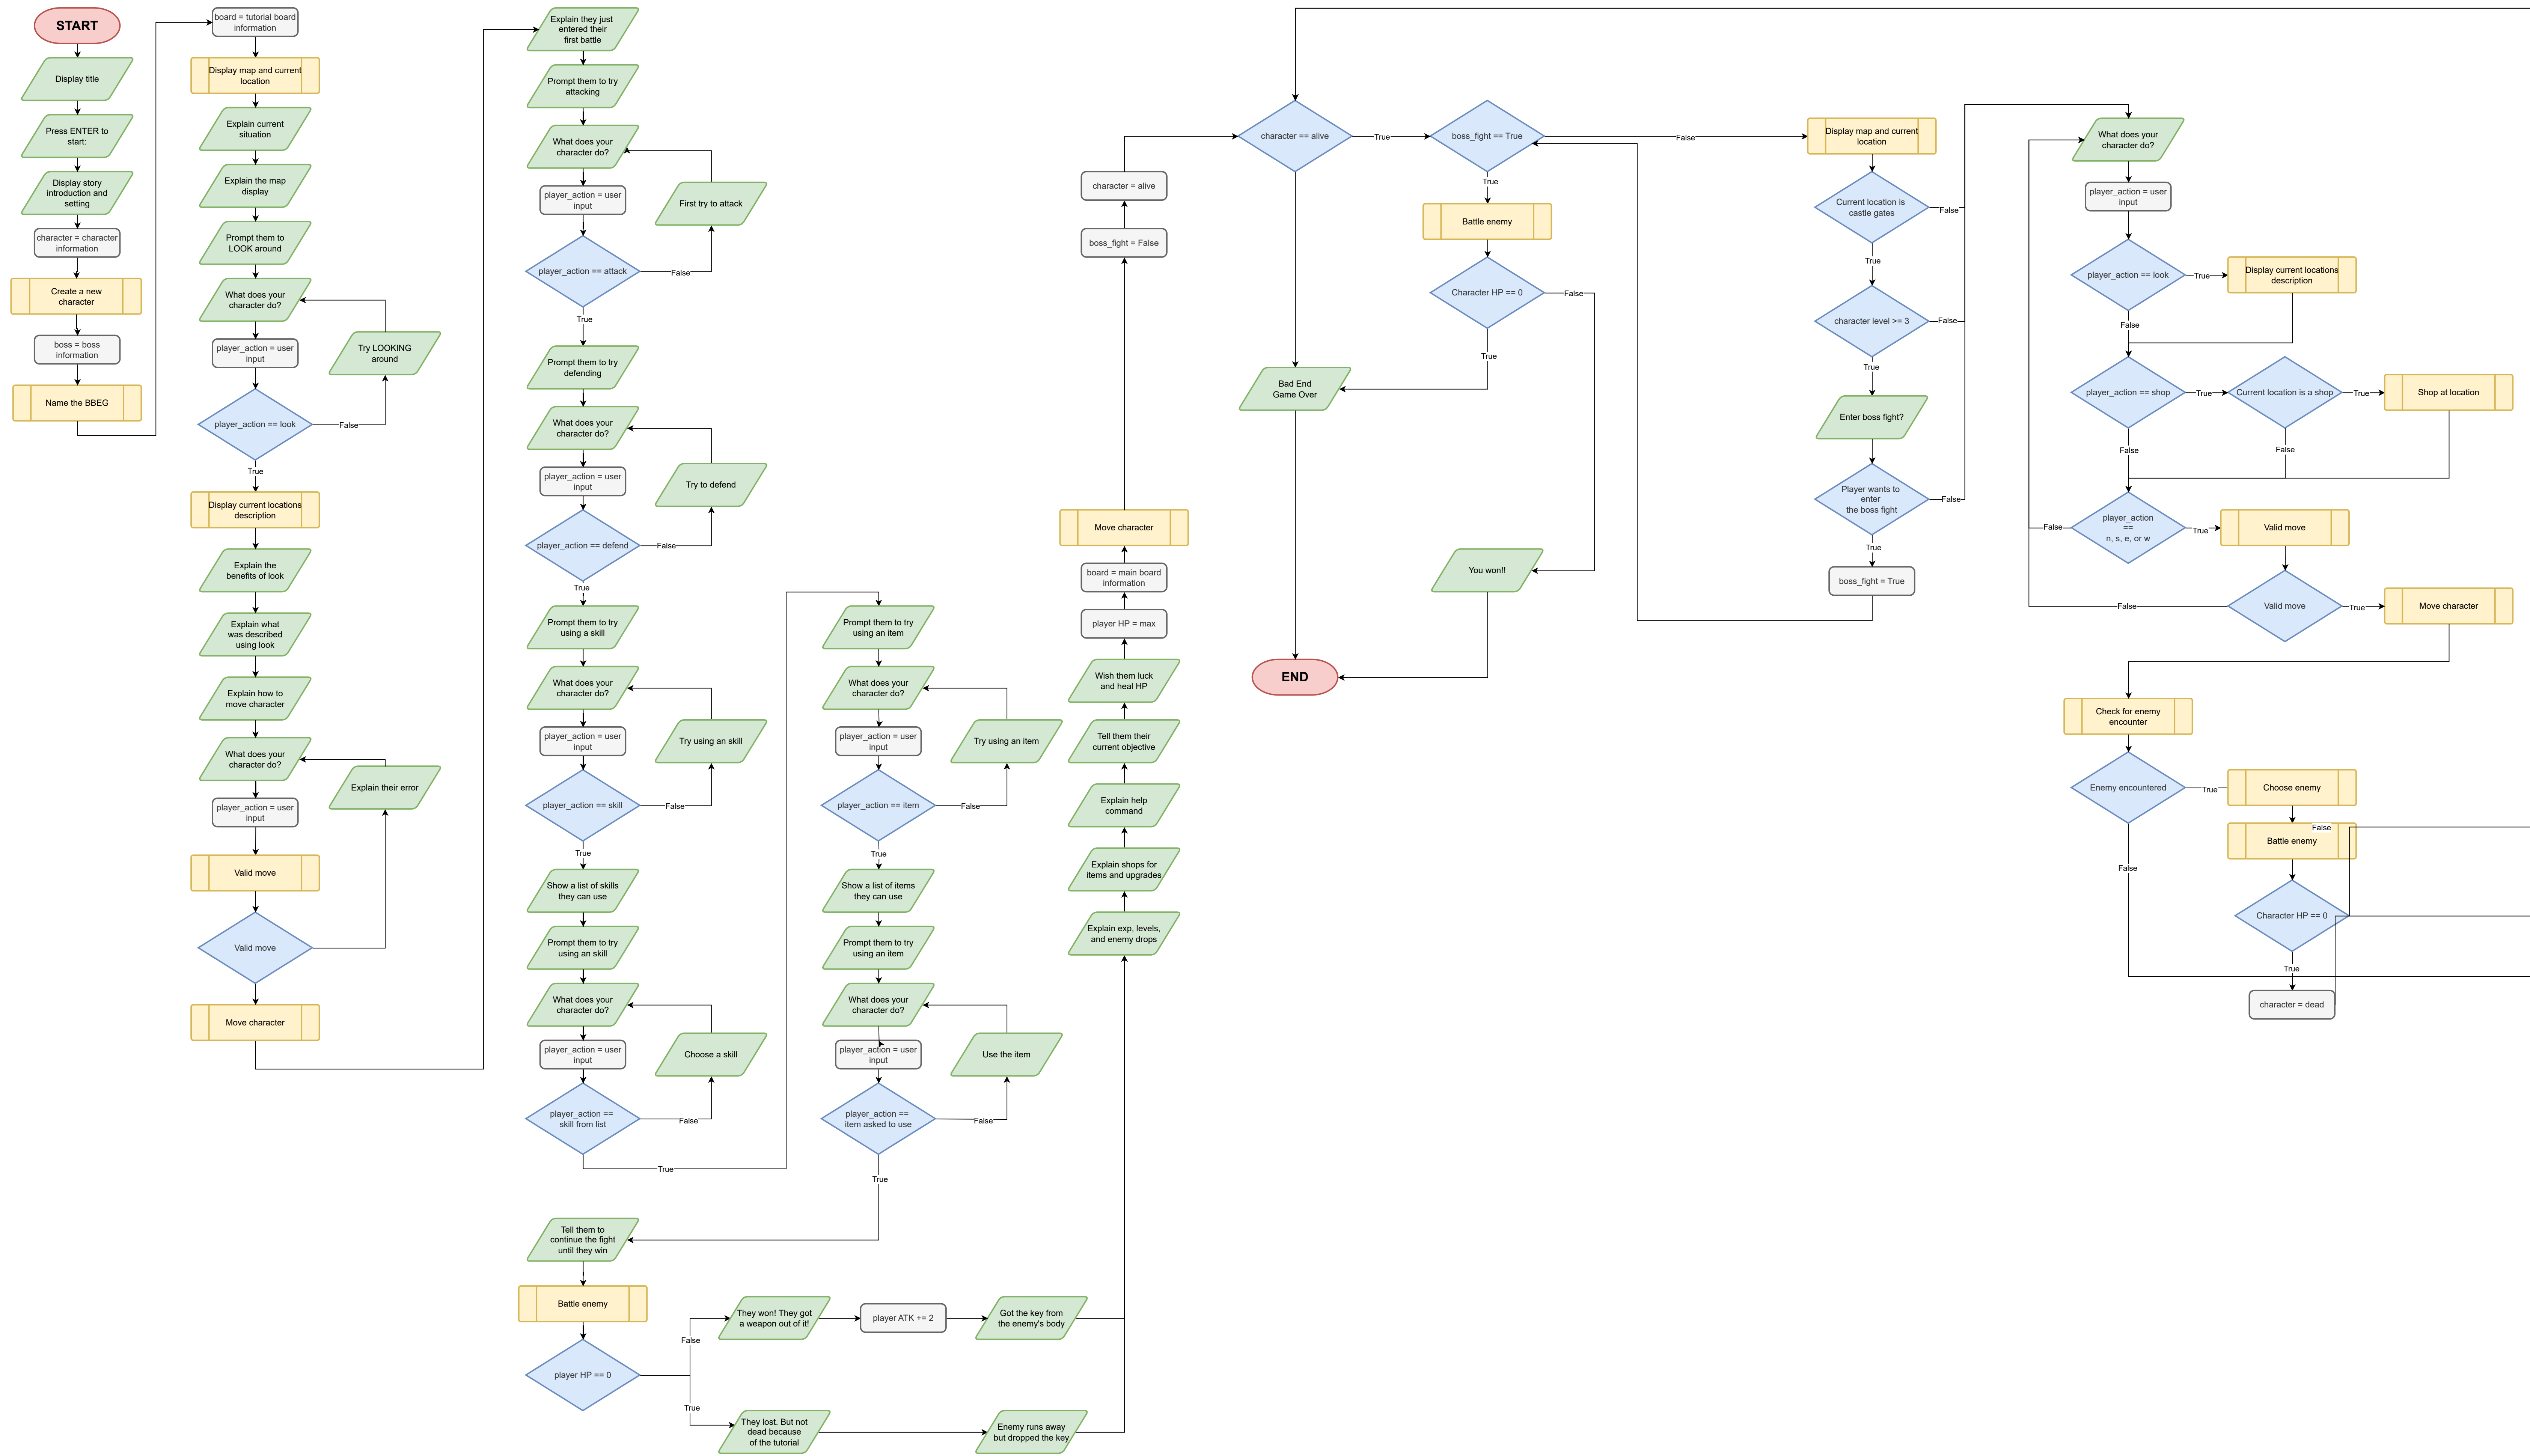 START
Display title
Press ENTER to
start:
Display story
introduction and
setting
character = character
information
Create a new
character
boss = boss
information
Name the BBEG
board = tutorial board
information
Display map and current
location
Explain current
situation
Explain the map
display
Prompt them to
LOOK around
What does your
character do?
Try LOOKING
around
player_action = user
input
player_action == look
False
True
Display current locations
description
Explain the
benefits of look
Explain what
was described
using look
Explain how to
move character
What does your
character do?
Explain their error
player_action = user
input
Valid move
Valid move
Move character
Explain they just
entered their
first battle
Prompt them to try
attacking
What does your
character do?
player_action = user
input
First try to attack
player_action == attack
False
True
Prompt them to try
defending
What does your
character do?
player_action = user
input
Try to defend
player_action == defend
False
True
Prompt them to try
using a skill
What does your
character do?
player_action = user
input
Try using an skill
player_action == skill
False
True
Show a list of skills
they can use
Prompt them to try
using an skill
What does your
character do?
player_action = user
input
Choose a skill
player_action ==
skill from list
False
True
Prompt them to try
using an item
What does your
character do?
player_action = user
input
Try using an item
player_action == item
False
True
Show a list of items
they can use
Prompt them to try
using an item
What does your
character do?
player_action = user
input
Use the item
player_action ==
item asked to use
False
True
Tell them to
continue the fight
until they win
Battle enemy
player HP == 0
False
They won! They got
a weapon out of it!
player ATK += 2
Got the key from
the enemy's body
True
They lost. But not
dead because
of the tutorial
Enemy runs away
but dropped the key
Explain exp, levels,
and enemy drops
Explain shops for
items and upgrades
Explain help
command
Tell them their
current objective
Wish them luck
and heal HP
player HP = max
board = main board
information
Move character
boss_fight = False
character = alive
character == alive
True
boss_fight == True
False
True
Battle enemy
Character HP == 0
False
True
Bad End
Game Over
You won!!
END
Display map and current
location
Current location is
castle gates
False
True
character level >= 3
False
True
Enter boss fight?
Player wants to
enter
the boss fight
False
True
boss_fight = True
What does your
character do?
player_action = user
input
player_action == look
True
Display current locations
description
False
player_action == shop
True
Current location is a shop
True
Shop at location
False
False
player_action
==
n, s, e, or w
False
True
Valid move
Valid move
False
True
Move character
Check for enemy
encounter
Enemy encountered
True
Choose enemy
False
Battle enemy
False
Character HP == 0
True
character = dead